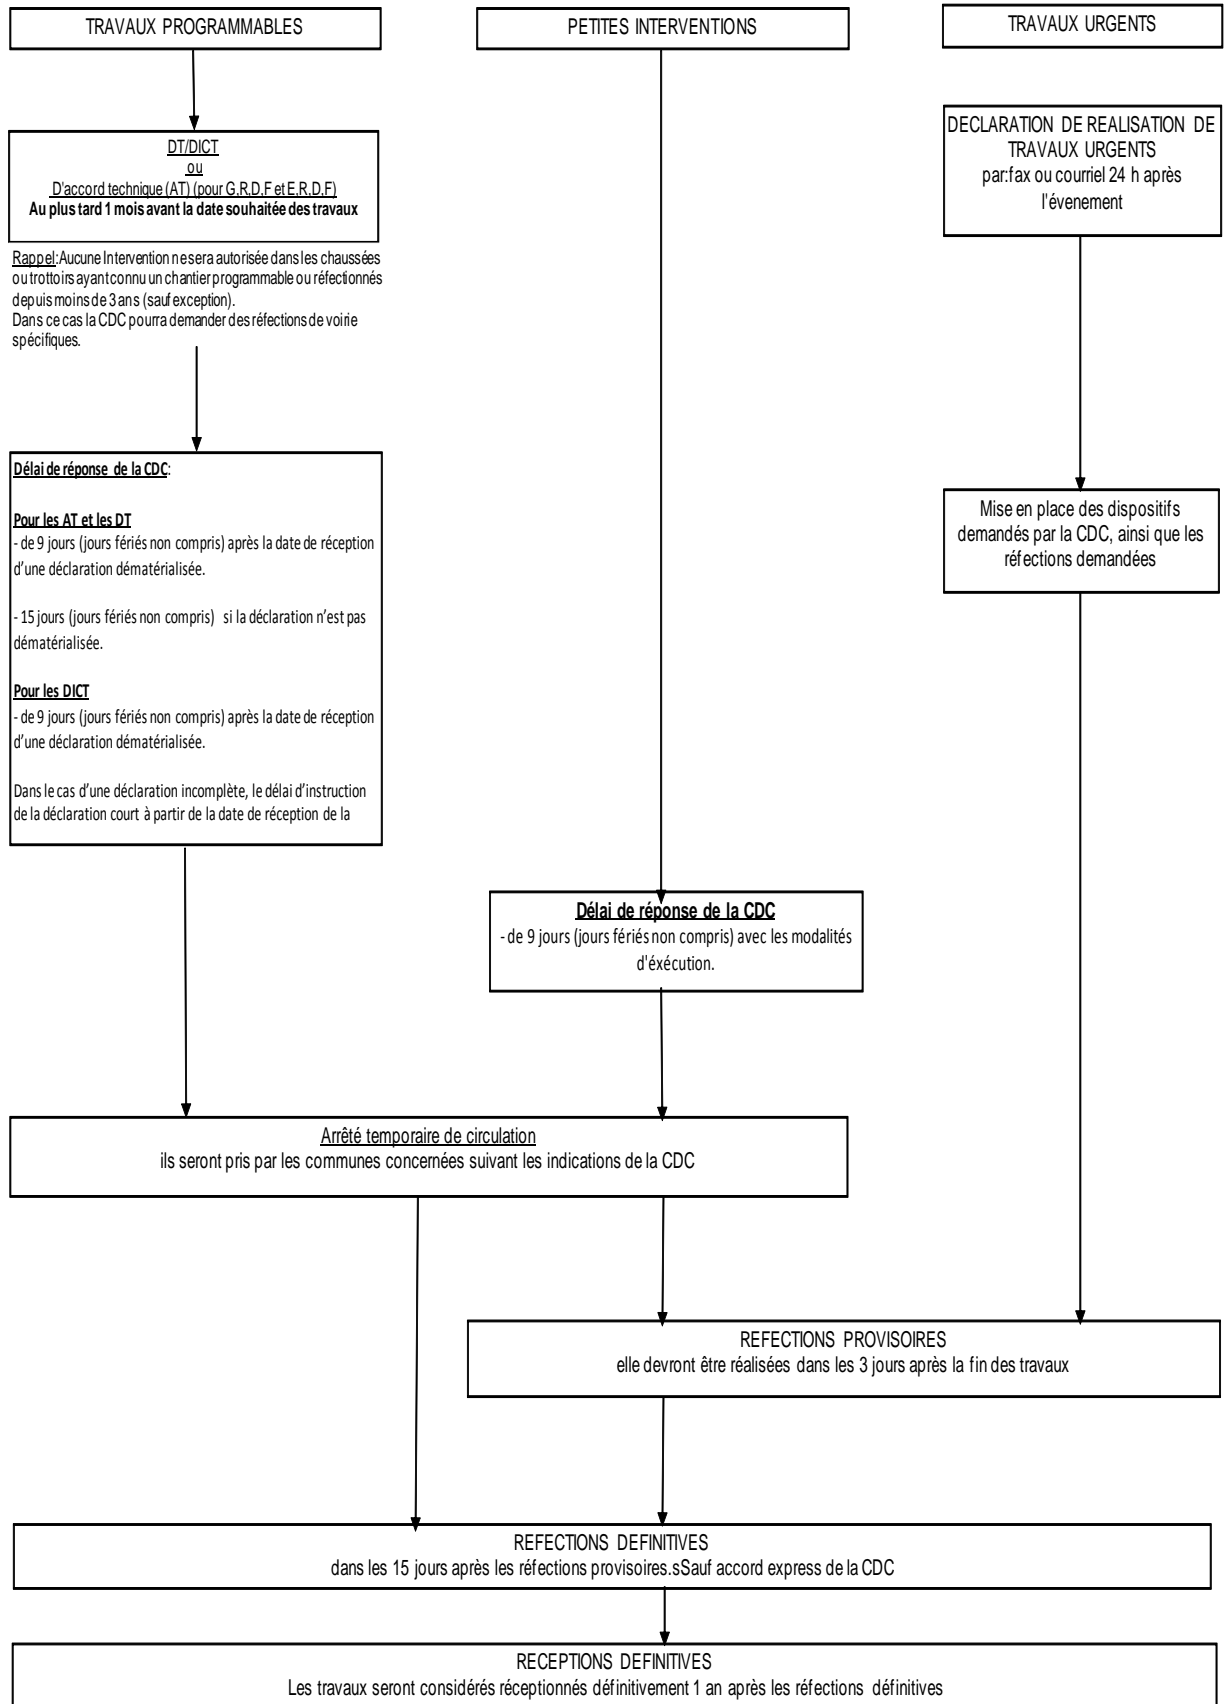 TRAVAUX PROGRAMMABLES
PETITES INTERVENTIONS
TRAVAUX URGENTS
DT/DICT
ou
D'accord technique (AT) (pour G,R,D,F et E,R,D,F)
Au plus tard 1 mois avant la date souhaitée des travaux
DECLARATION DE REALISATION DE
TRAVAUX URGENTS
par:fax ou courriel 24 h après
l'évenement
Rappel:Aucune Intervention ne sera autorisée dans les chaussées
ou trottoirs ayant connu un chantier programmable ou réfectionnés
depuis moins de 3 ans (sauf exception).
Dans ce cas la CDC pourra demander des réfections de voirie
spécifiques.
Délai de réponse de la CDC:
Pour les AT et les DT
- de 9 jours (jours fériés non compris) après la date de réception
d’une déclaration dématérialisée.
- 15 jours (jours fériés non compris) si la déclaration n’est pas
dématérialisée.
Pour les DICT
- de 9 jours (jours fériés non compris) après la date de réception
d’une déclaration dématérialisée.
Dans le cas d’une déclaration incomplète, le délai d’instruction
de la déclaration court à partir de la date de réception de la
Mise en place des dispositifs
demandés par la CDC, ainsi que les
réfections demandées
Délai de réponse de la CDC
- de 9 jours (jours fériés non compris) avec les modalités
d'éxécution.
Arrêté temporaire de circulation
ils seront pris par les communes concernées suivant les indications de la CDC
REFECTIONS PROVISOIRES
elle devront être réalisées dans les 3 jours après la fin des travaux
REFECTIONS DEFINITIVES
dans les 15 jours après les réfections provisoires.sSauf accord express de la CDC
RECEPTIONS DEFINITIVES
Les travaux seront considérés réceptionnés définitivement 1 an après les réfections définitives